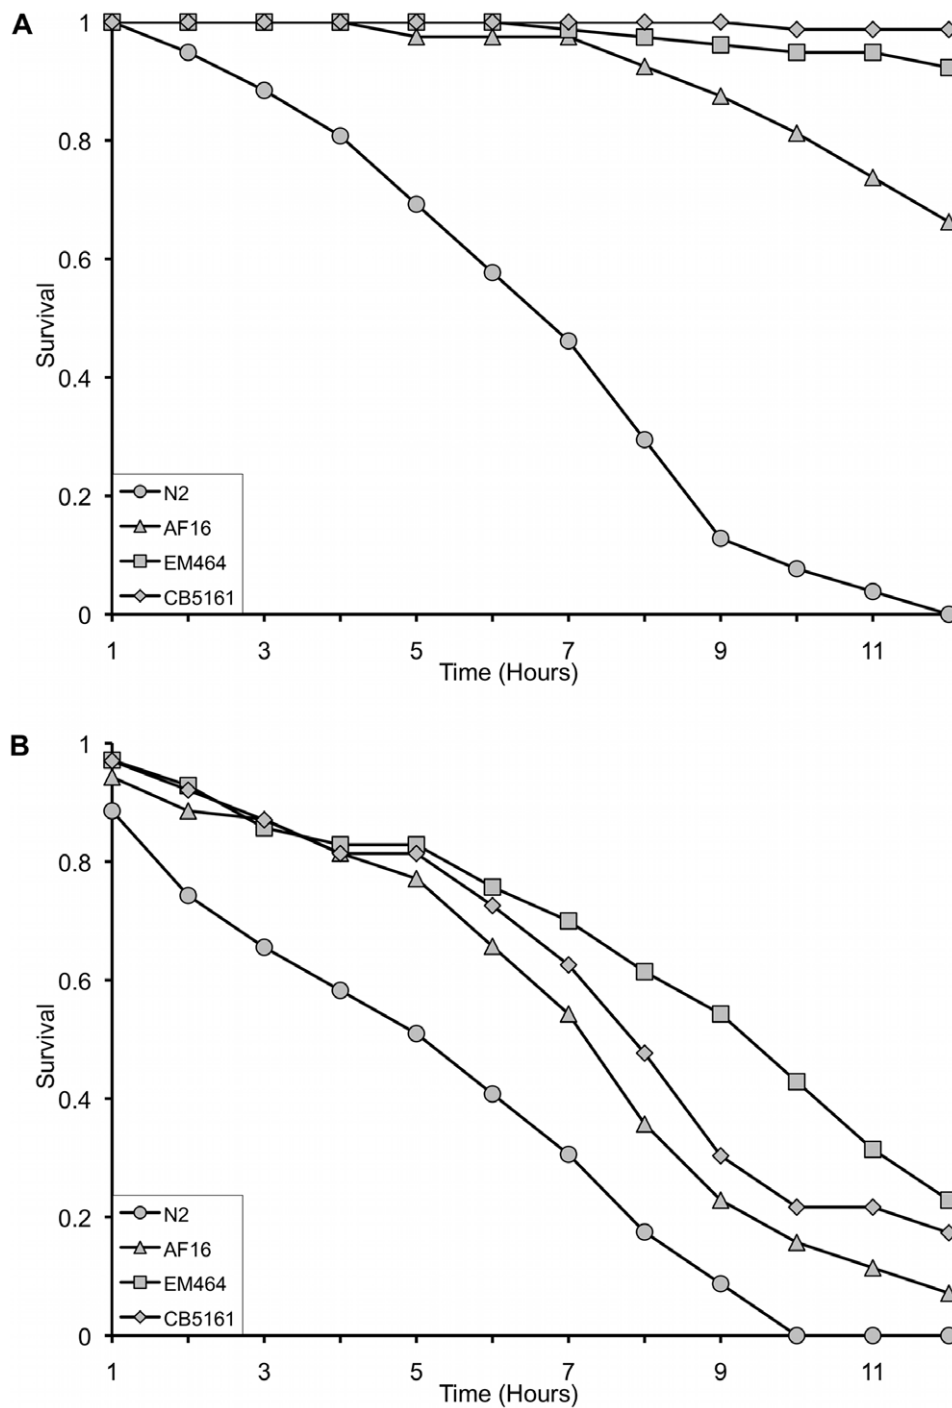 A
1
0.8
0.6
0.4
0.2
0
Survival
N2
AF16
EM464
CB5161
1 3 5 7 9 11
Time (Hours)
B
1
0.8
0.6
0.4
0.2
0
Survival
N2
AF16
EM464
CB5161
1 3 5 7 9 11
Time (Hours)